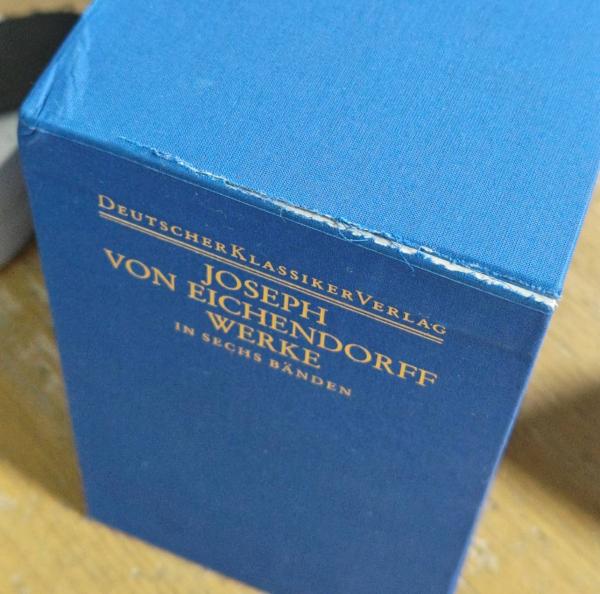 DEUTSCHERKLASSIKERVERLAG
JOSEPH
VON EICHENDORFF
WERKE
IN SECHS BÄNDEN